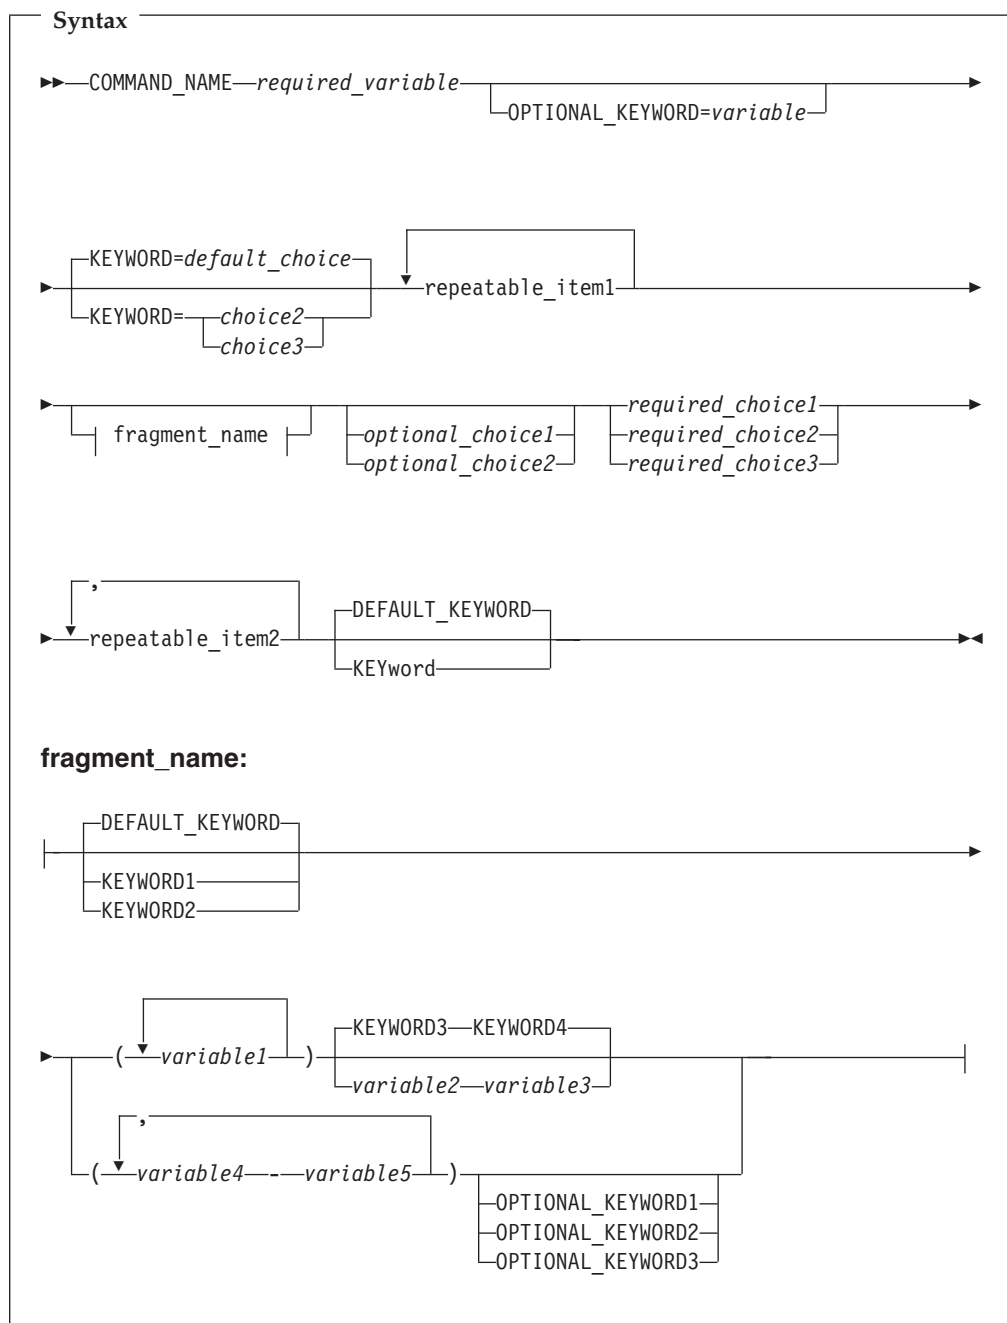 Syntax
COMMAND_NAME required_variable
OPTIONAL_KEYWORD=variable
KEYWORD=default_choice
repeatable_item1
KEYWORD= choice2
choice3
required_choice1
fragment_name optional_choice1 required_choice2
optional_choice2 required_choice3
,
DEFAULT_KEYWORD
repeatable_item2
KEYword
fragment_name:
DEFAULT_KEYWORD
KEYWORD1
KEYWORD2
KEYWORD3 KEYWORD4
( variable1 )
variable2 variable3
,
( variable4 - variable5 )
OPTIONAL_KEYWORD1
OPTIONAL_KEYWORD2
OPTIONAL_KEYWORD3